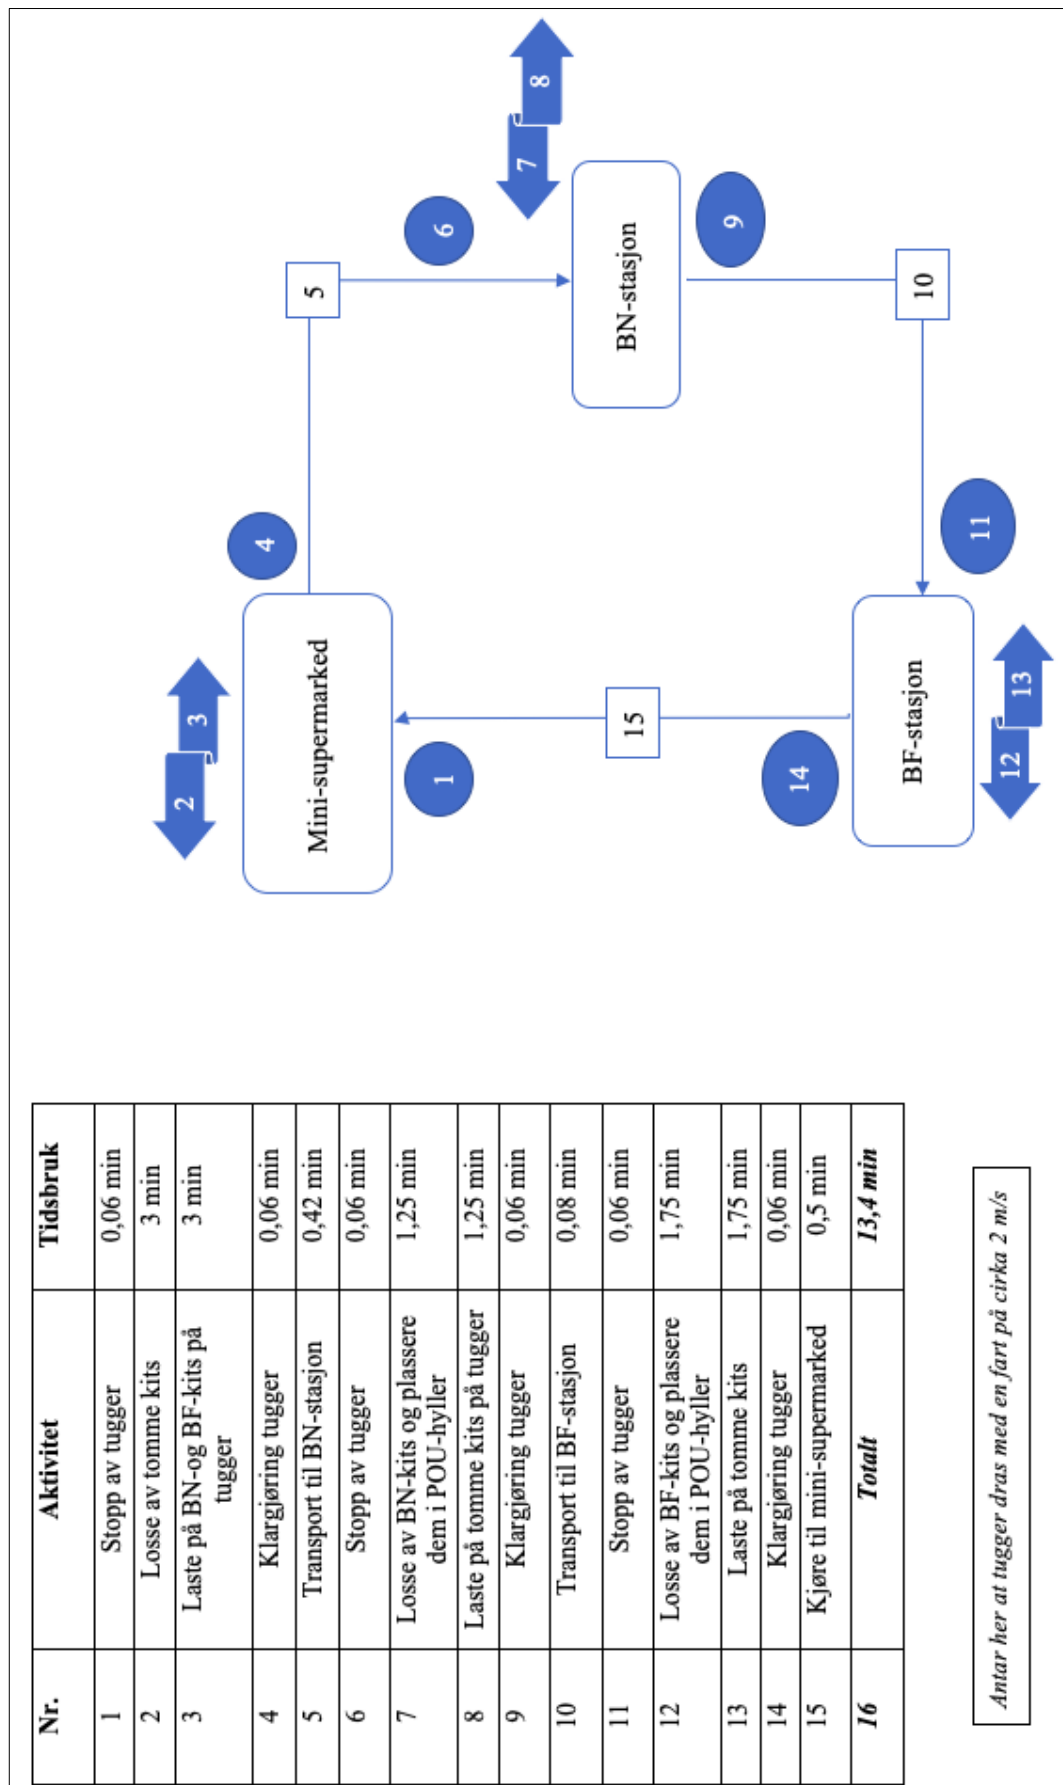 Nr. Aktivitet Tidsbruk
1 Stopp av tugger 0,06 min
2 Losse av tomme kits 3 min
3 Laste på BN-og BF-kits på 3 min
tugger
4 Klargjøring tugger 0,06 min
5 Transport til BN-stasjon 0,42 min
6 Stopp av tugger 0,06 min
7 Losse av BN-kits og plassere 1,25 min
dem i POU-hyller
8 Laste på tomme kits på tugger 1,25 min
9 Klargjøring tugger 0,06 min
10 Transport til BF-stasjon 0,08 min
11 Stopp av tugger 0,06 min
12 Losse av BF-kits og plassere 1,75 min
dem i POU-hyller
13 Laste på tomme kits 1,75 min
14 Klargjøring tugger 0,06 min
15 Kjøre til mini-supermarked 0,5 min
16 Totalt 13,4 min
Antar her at tugger dras med en fart på cirka 2 m/s
2
3
4
5
Mini-supermarked
1
6
7
8
15
BN-stasjon
14
9
BF-stasjon
10
11
12
13